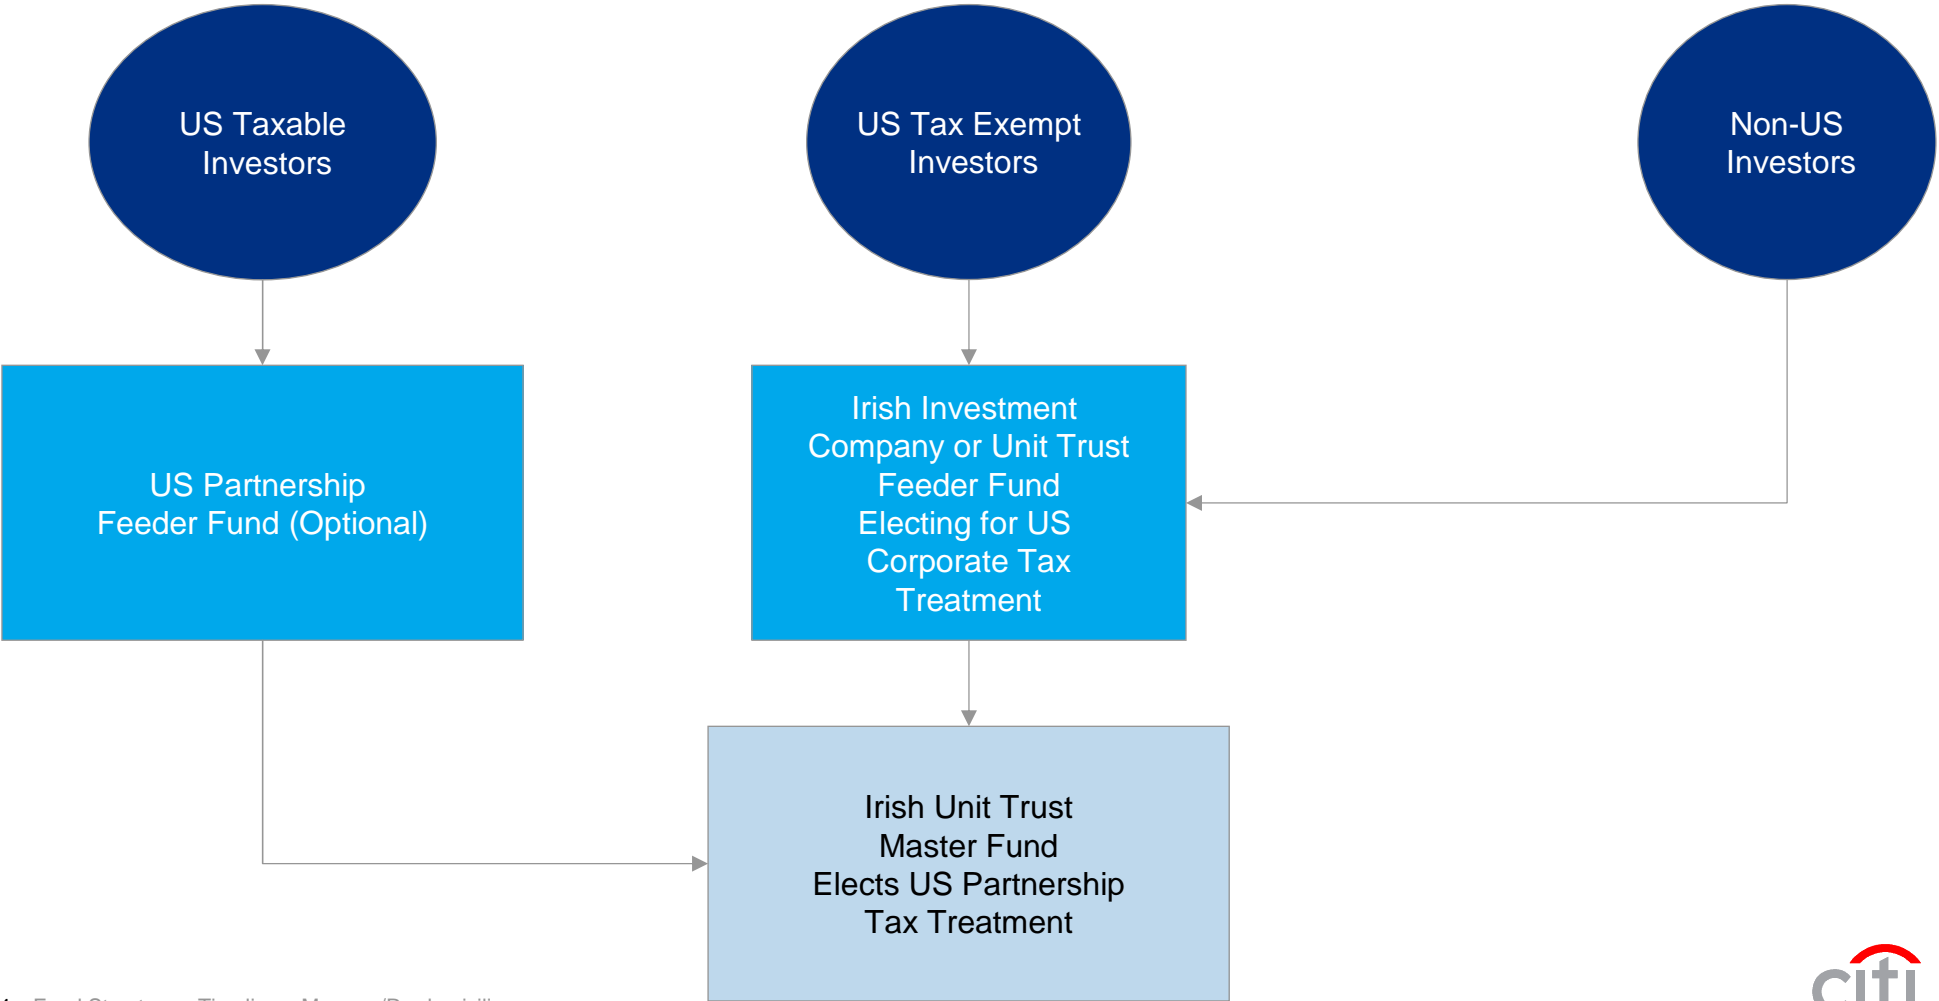 US Taxable
Investors
US Tax Exempt
Investors
Non-US
Investors
US Partnership
Feeder Fund (Optional)
Irish Investment
Company or Unit Trust
Feeder Fund
Electing for US
Corporate Tax
Treatment
Irish Unit Trust
Master Fund
Elects US Partnership
Tax Treatment
citi